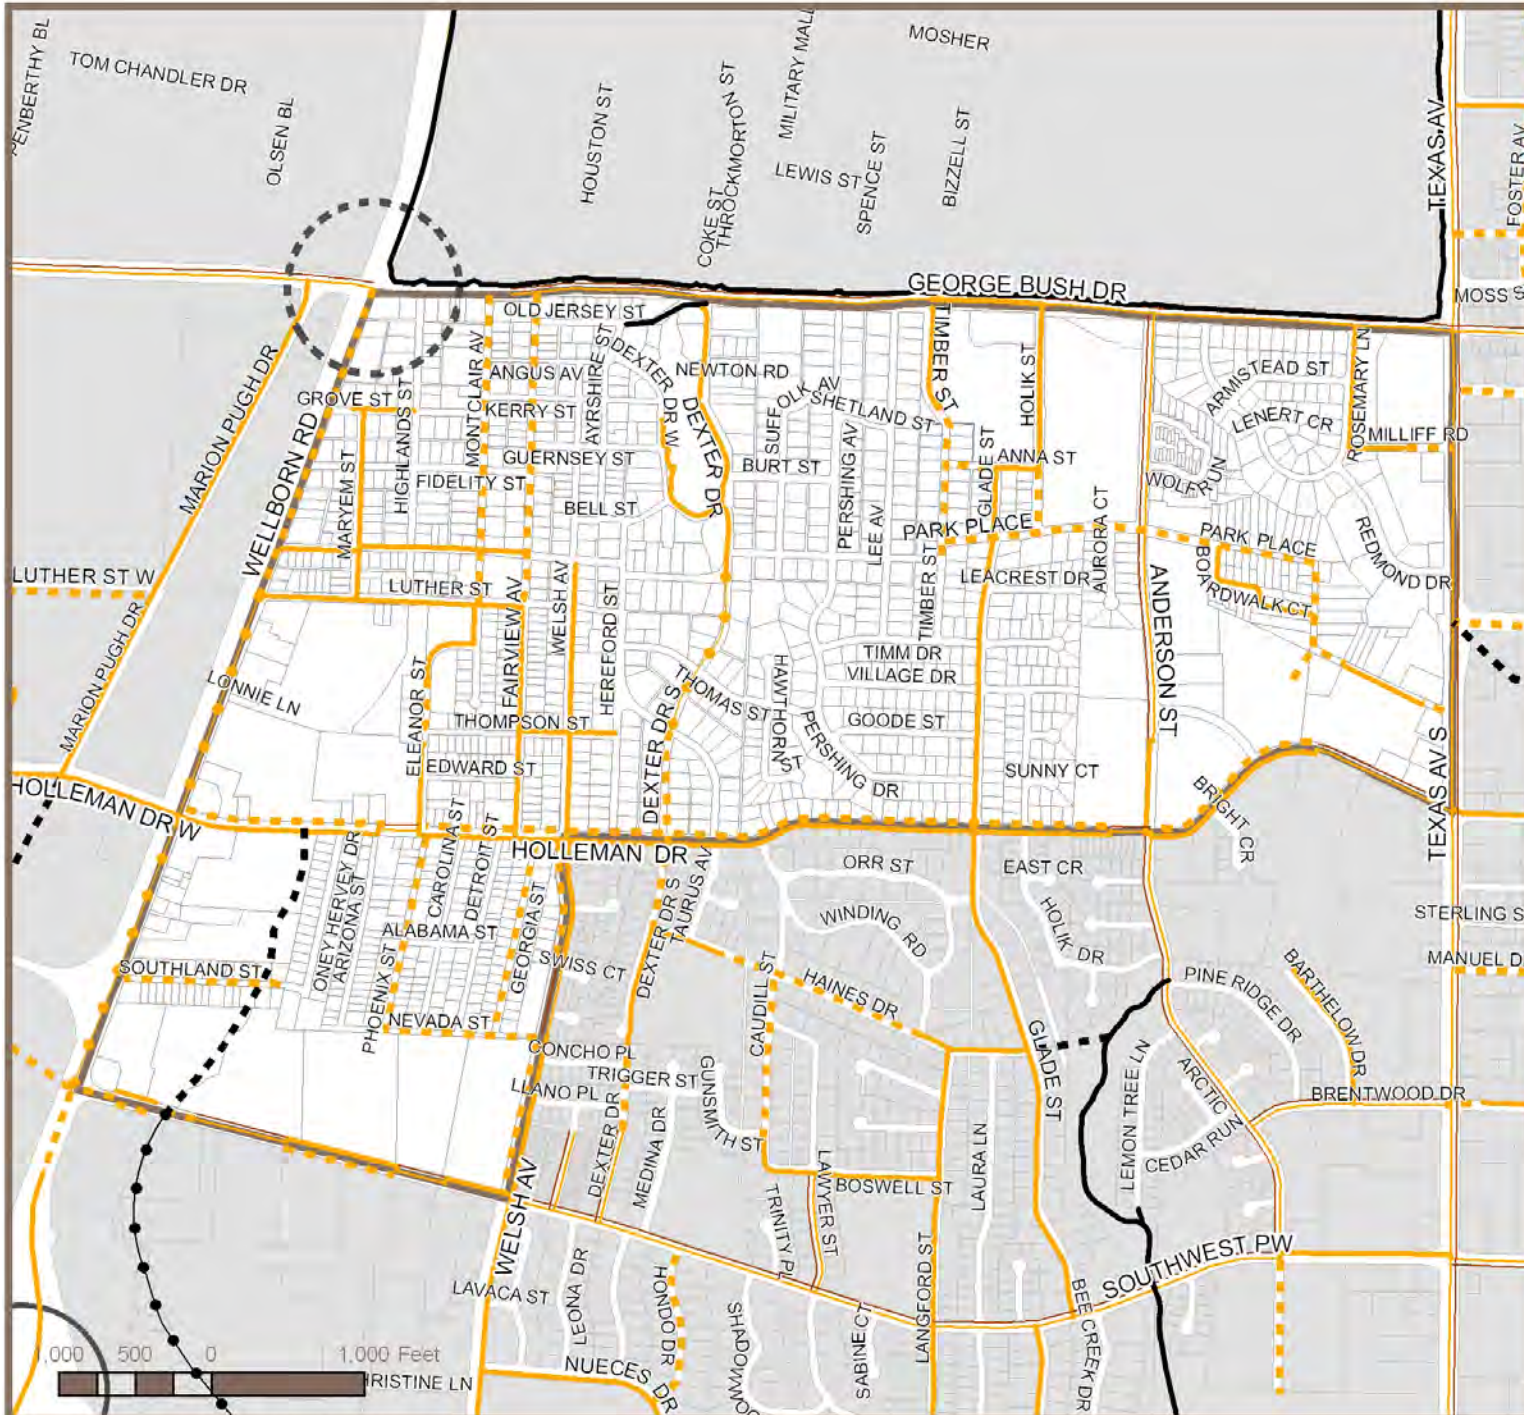 MOSHER
PENBERTHY BL
TOM CHANDLER DR
OLSEN BL
HOUSTON ST
MILITARY MALL
THROCKMORTON ST
COKE ST
LEWIS ST
SPENCE ST
BIZZELL ST
TEXAS AV
FOSTER AV
GEORGE BUSH DR
MOSS S
OLD JERSEY ST
MARION PUGH DR
WELLBORN RD
GROVE ST
HIGHLANDS ST
MONTCLAIR AV
ANGUS AV
KERRY ST
AYRSHIRE ST
DEXTER DR W
NEWTON RD
DEXTER DR
SUFFOLK AV
SHETLAND ST
TIMBER ST
HOLIK ST
ARMISTEAD ST
LENERT CR
ROSEMARY LN
MILLIFF RD
GUERNSEY ST
FIDELITY ST
MARYEM ST
BELL ST
BURT ST
PERSHING AV
LEE AV
GLADE ST
ANNA ST
AURORA CT
WOLF RUN
PARK PLACE
PARK PLACE
REDMOND DR
BOARDWALK CT
LUTHER ST W
LUTHER ST
MARION PUGH DR
FAIRVIEW AV
WELSH AV
HEREFORD ST
TIMBER ST
LEACREST DR
ANDERSON ST
TIMM DR
VILLAGE DR
GOODE ST
LONNIE LN
ELEANOR ST
THOMPSON ST
EDWARD ST
DEXTER DR S
THOMAS ST
HAWTHORN ST
PERSHING DR
SUNNY CT
BRIGHT CR
TEXAS AV S
HOLLEMAN DR W
HOLLEMAN DR
ONEY HERVEY DR
ARIZONA ST
CAROLINA ST
DETROIT ST
ALABAMA ST
GEORGIA ST
PHOENIX ST
NEVADA ST
SOUTHLAND ST
SWISS CT
DEXTER DR S
TAURUS AV
ORR ST
EAST CR
WINDING RD
HOLIK DR
HAINES DR
CAUDILL ST
PINE RIDGE DR
BARTHELOW DR
STERLING S
MANUEL D
CONCHO PL
TRIGGER ST
LLANO PL
GUNSMITH ST
GLADE ST
LEMON TREE LN
ARCTIC
BRENTWOOD DR
CEDAR RUN
DEXTER DR
MEDINA DR
LAWYER ST
BOSWELL ST
LAURA LN
TRINITY PL
WELSH AV
SOUTHWEST PW
LAVACA ST
LEONA DR
HONDO DR
SABINE CT
LANGFORD ST
BEE CREEK DR
NUECES DR
1,000 500 0 1,000 Feet
HRISTINE LN